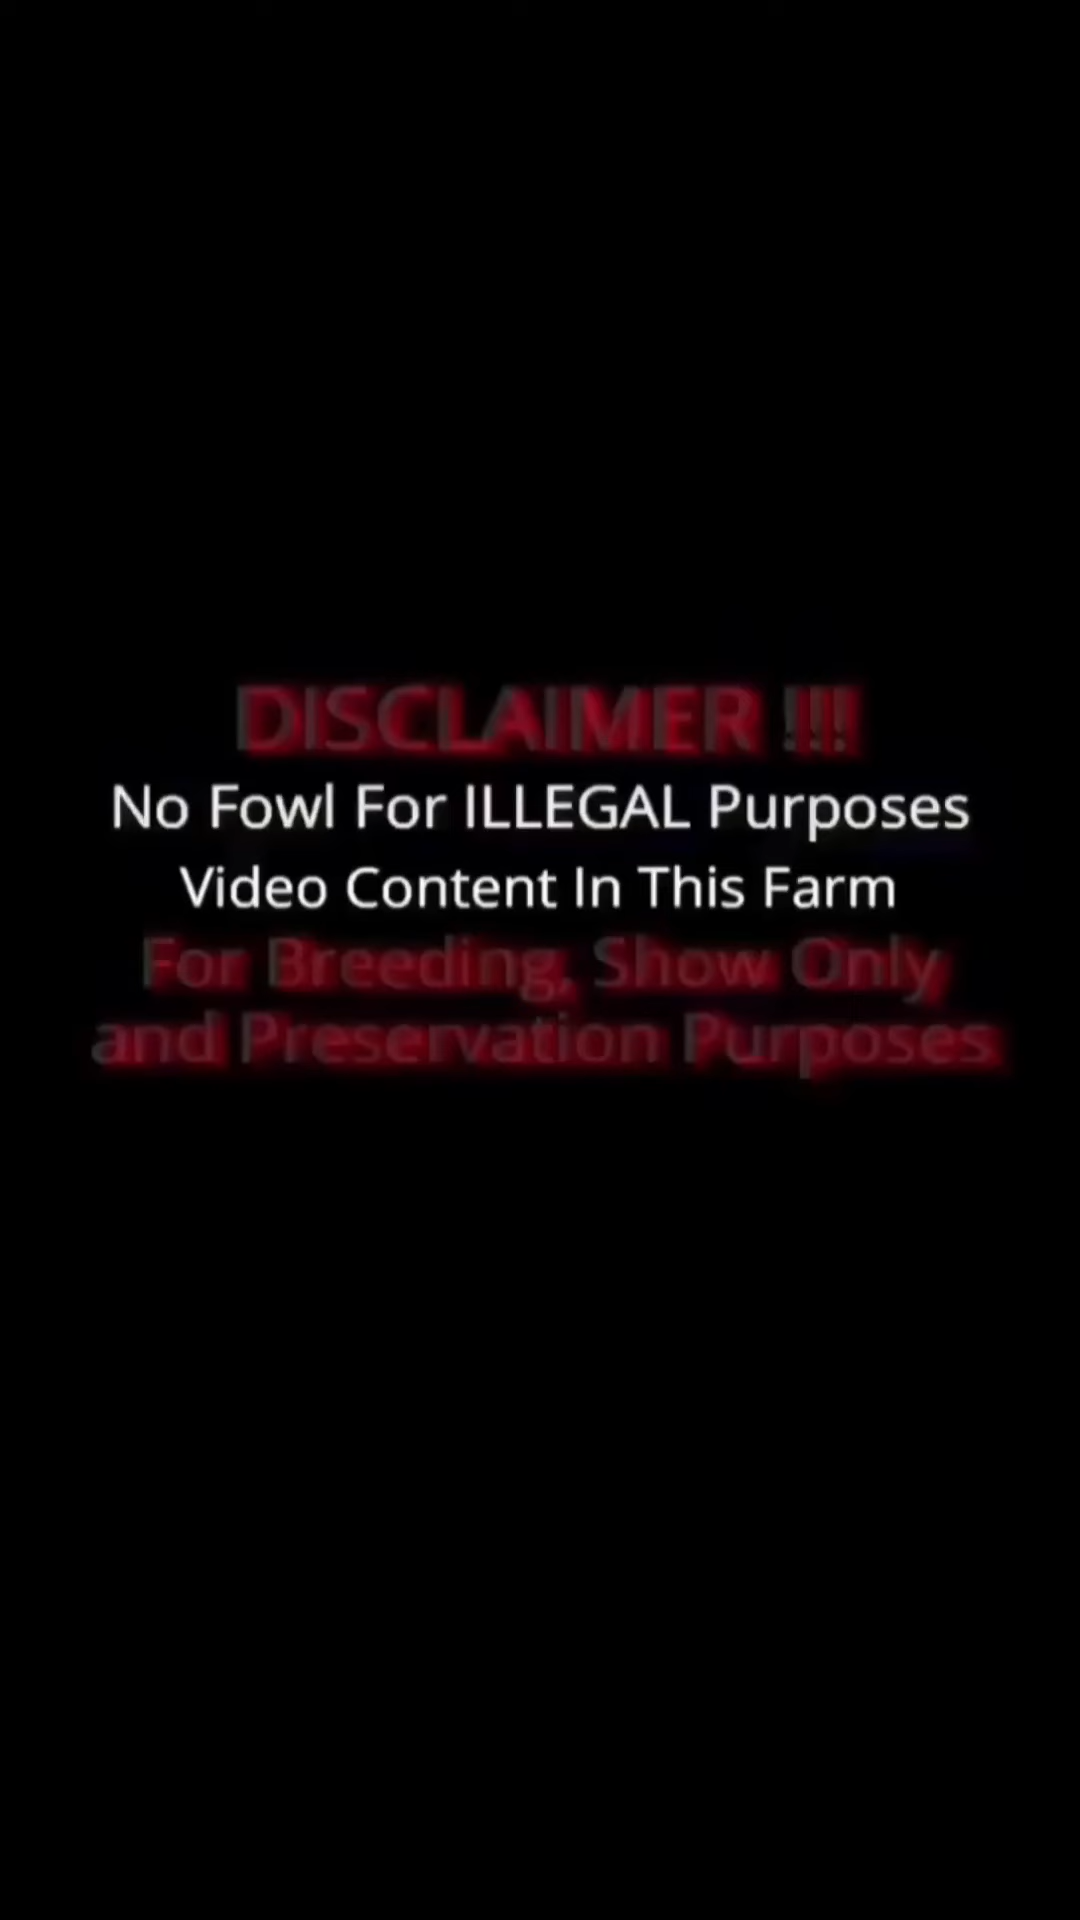 DISCLAIMER !!!
No Fowl For ILLEGAL Purposes
Video Content In This Farm
For Breeding, Show Only
and Preservation Purposes